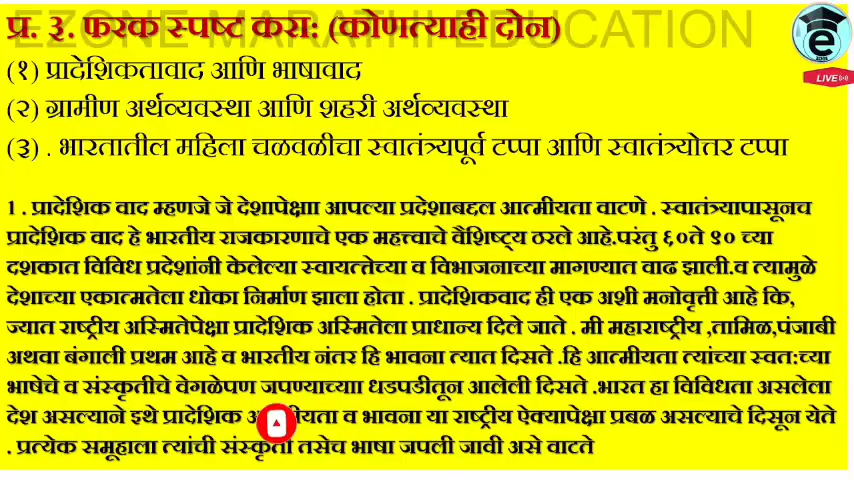 EZONE MARATHI EDUCATION
प्र. ३. फरक स्पष्ट करा: (कोणत्याही दोन)
e
EZONE
LIVE
(१) प्रादेशिकतावाद आणि भाषावाद
(२) ग्रामीण अर्थव्यवस्था आणि शहरी अर्थव्यवस्था
(३) . भारतातील महिला चळवळीचा स्वातंत्र्यपूर्व टप्पा आणि स्वातंत्र्योत्तर टप्पा
1 . प्रादेशिक वाद म्हणजे जे देशापेक्षाा आपल्या प्रदेशाबद्दल आत्मीयता वाटणे . स्वातंत्र्यापासूनच
प्रादेशिक वाद हे भारतीय राजकारणाचे एक महत्त्वाचे वैशिष्ट्य ठरले आहे.परंतु ६०ते ९० च्या
दशकात विविध प्रदेशांनी केलेल्या स्वायत्तेच्या व विभाजनाच्या मागण्यात वाढ झाली.व त्यामुळे
देशाच्या एकात्मतेला धोका निर्माण झाला होता . प्रादेशिकवाद ही एक अशी मनोवृत्ती आहे कि,
ज्यात राष्ट्रीय अस्मितेपेक्षा प्रादेशिक अस्मितेला प्राधान्य दिले जाते . मी महाराष्ट्रीय ,तामिळ,पंजाबी
अथवा बंगाली प्रथम आहे व भारतीय नंतर हि भावना त्यात दिसते .हि आत्मीयता त्यांच्या स्वत:च्या
भाषेचे व संस्कृतीचे वेगळेपण जपण्याच्याा धडपडीतून आलेली दिसते .भारत हा विविधता असलेला
देश असल्याने इथे प्रादेशिक व भावना या राष्ट्रीय ऐक्यापेक्षा प्रबळ असल्याचे दिसून येते
. प्रत्येक समूहाला त्यांची संस्कृती तसेच भाषा जपली जावी असे वाटते